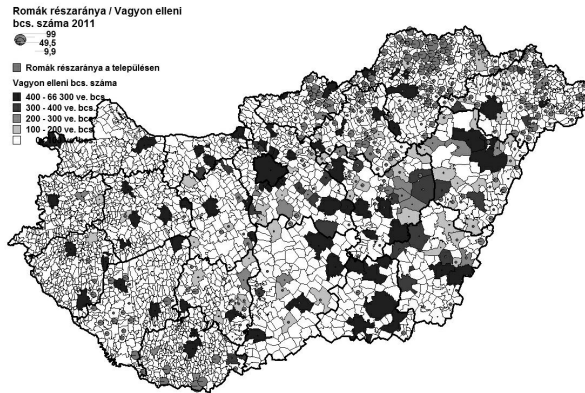 Romák részaránya / Vagyon elleni
bcs. száma 2011
99
49,5
9,9
Romák részaránya a településen
Vagyon elleni bcs. száma
400 - 66 300 ve. bcs.
300 - 400 ve. bcs.
200 - 300 ve. bcs.
100 - 200 ve. bcs.